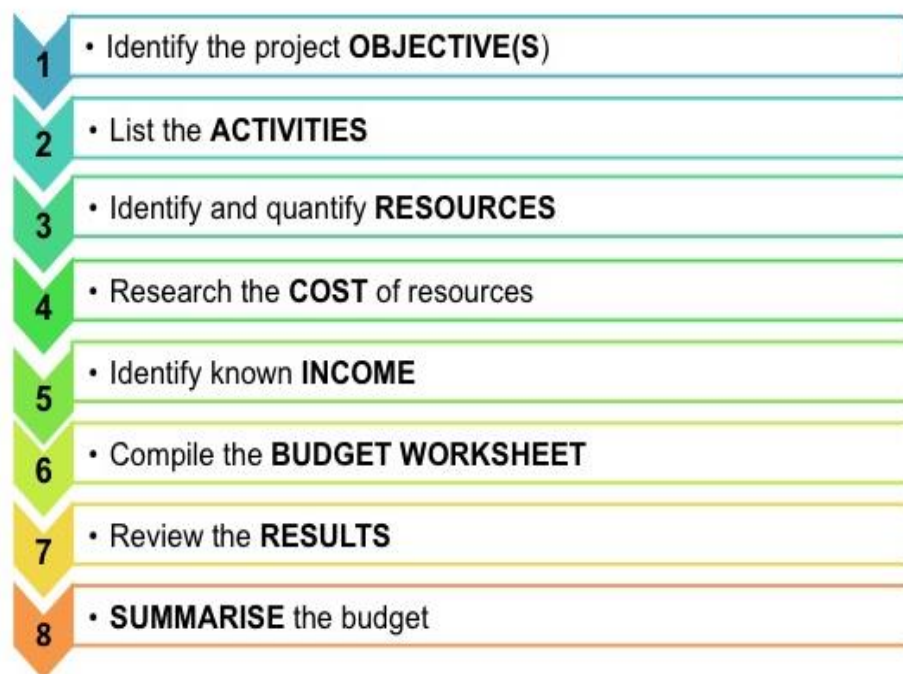 1 • Identify the project OBJECTIVE(S)
2 • List the ACTIVITIES
3 • Identify and quantify RESOURCES
4 • Research the COST of resources
5 • Identify known INCOME
6 • Compile the BUDGET WORKSHEET
7 • Review the RESULTS
8 • SUMMARISE the budget